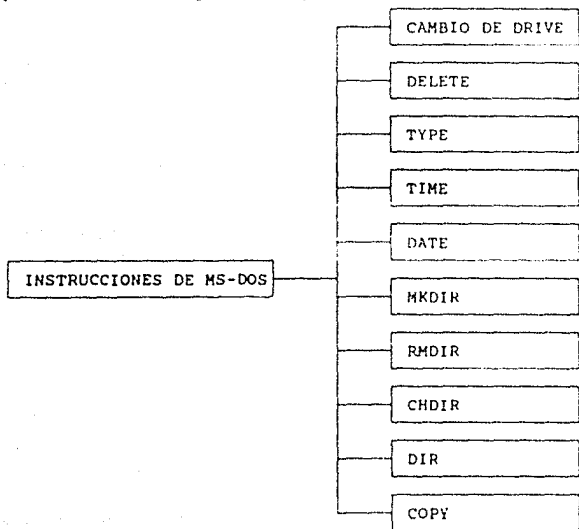 CAMBIO DE DRIVE
DELETE
TYPE
TIME
DATE
INSTRUCCIONES DE MS-DOS
MKDIR
RMDIR
CHDIR
DIR
COPY